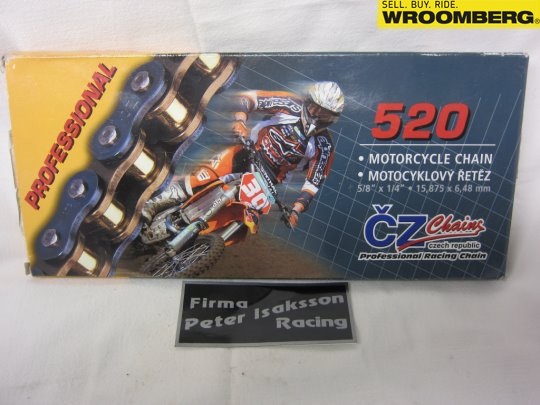 SELL. BUY. RIDE.
WROOMBERG®
PROFESSIONAL
520
• MOTORCYCLE CHAIN
• MOTOCYKLOVÝ ŘETĚZ
5/8" x 1/4" • 15,875 x 6,48 mm
ČZ Chains
czech republic
Professional Racing Chain
30
Firma
Peter Isaksson
Racing